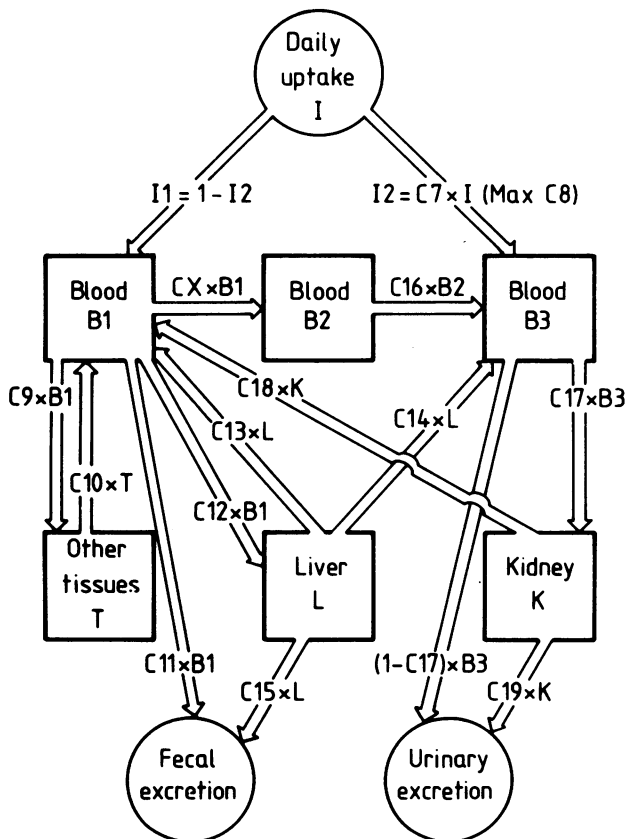 Daily
uptake
I
I1 = 1 - I2
I2 = C7 × I (Max C8)
Blood
B1
CX × B1
Blood
B2
C16 × B2
Blood
B3
C9×B1
C18×K
C13×L
C14×L
C17×B3
C10×T
C12×B1
Other
tissues
T
Liver
L
Kidney
K
C11×B1
C15×L
(1-C17)×B3
C19×K
Fecal
excretion
Urinary
excretion